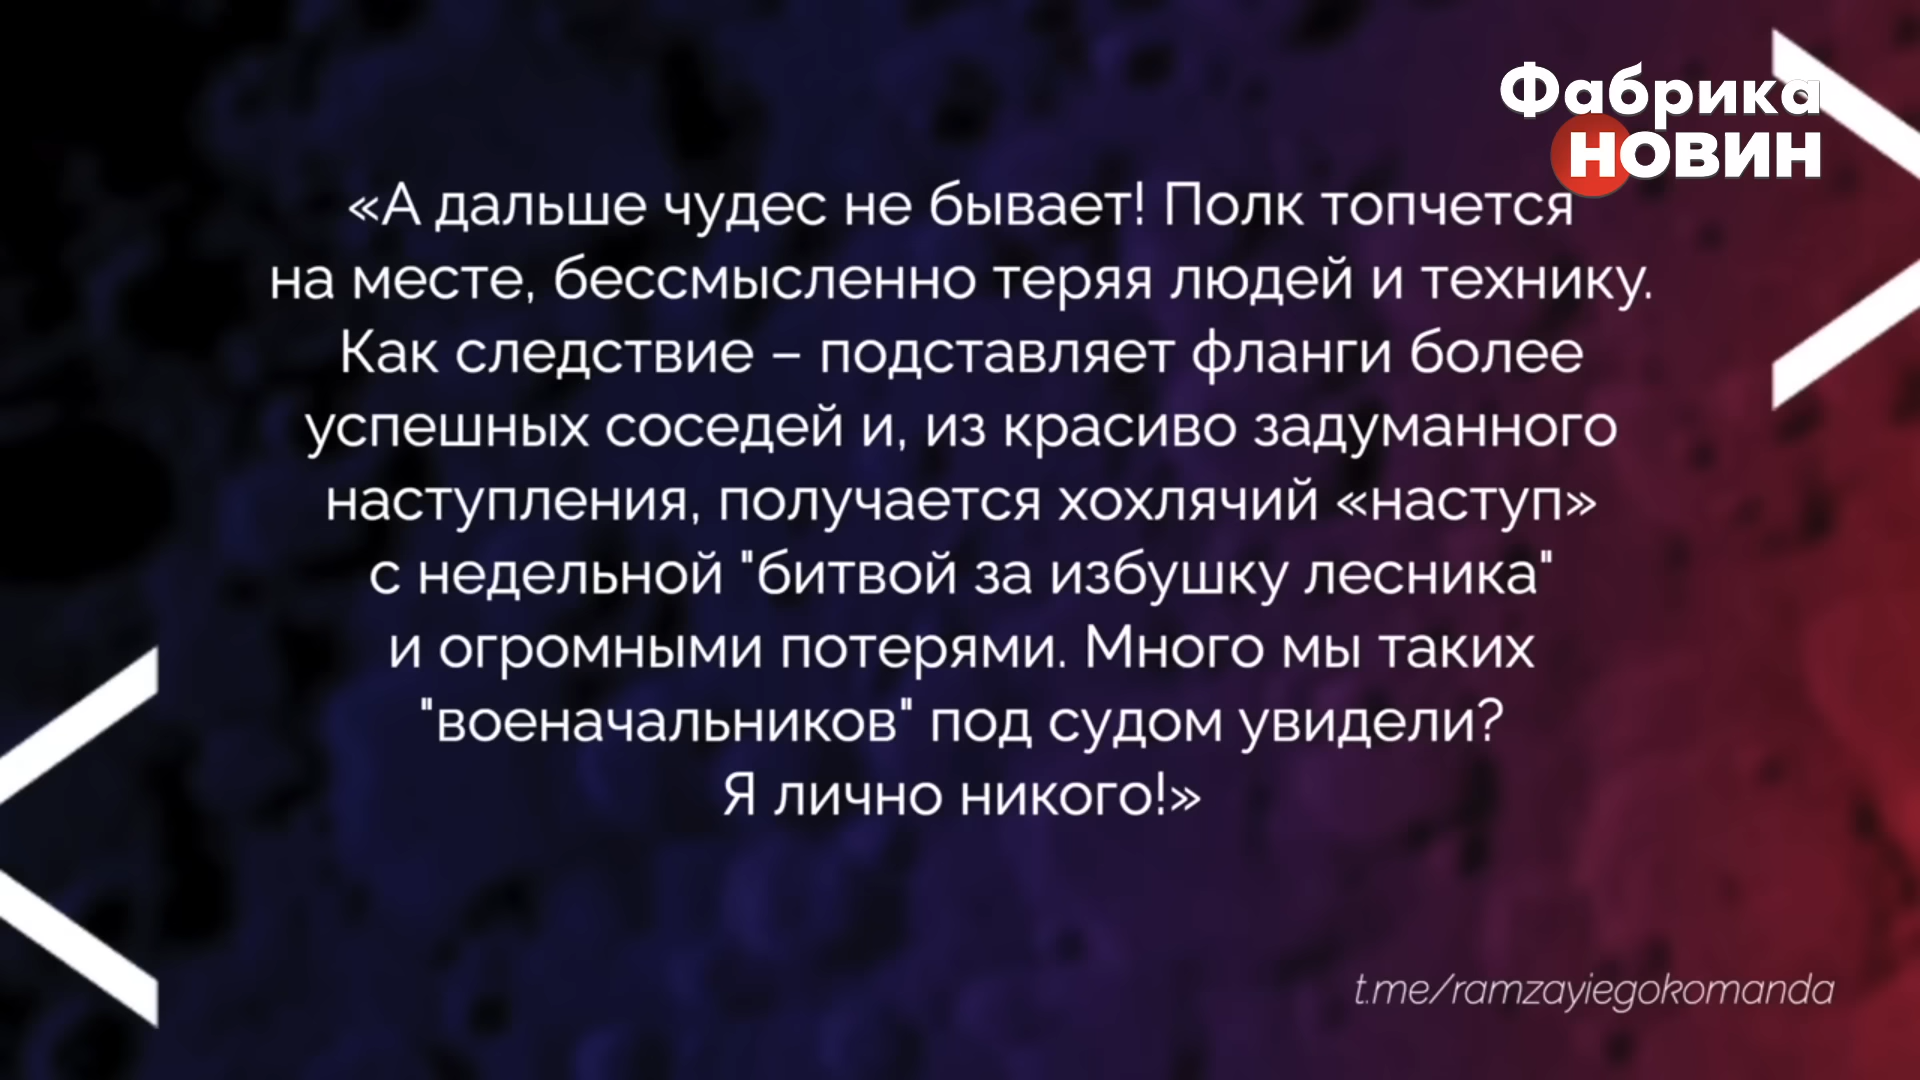 Фабрика
новин
«А дальше чудес не бывает! Полк топчется
на месте, бессмысленно теряя людей и технику.
Как следствие – подставляет фланги более
успешных соседей и, из красиво задуманного
наступления, получается хохлячий «наступ»
с недельной "битвой за избушку лесника"
и огромными потерями. Много мы таких
"военачальников" под судом увидели?
Я лично никого!»
t.me/ramzayiegokomanda